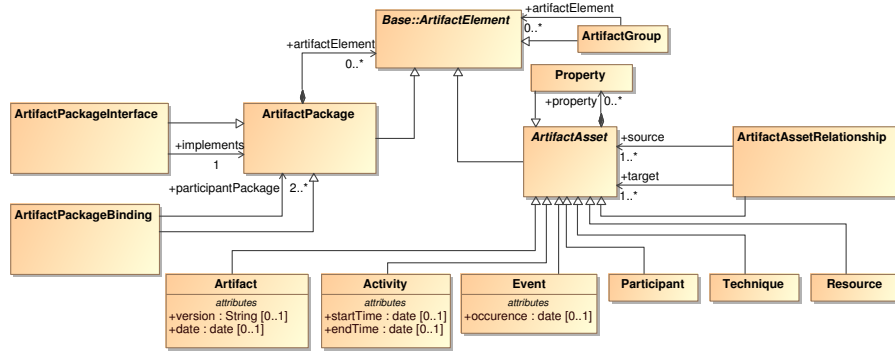 Base::ArtifactElement
+artifactElement
0..*
ArtifactGroup
+artifactElement
0..*
Property
+property
0..*
ArtifactPackageInterface
ArtifactPackage
+implements
1
ArtifactAsset
+source
1..*
+target
1..*
ArtifactAssetRelationship
+participantPackage
2..*
ArtifactPackageBinding
Artifact
attributes
+version : String [0..1]
+date : date [0..1]
Activity
attributes
+startTime : date [0..1]
+endTime : date [0..1]
Event
attributes
+occurence : date [0..1]
Participant
Technique
Resource